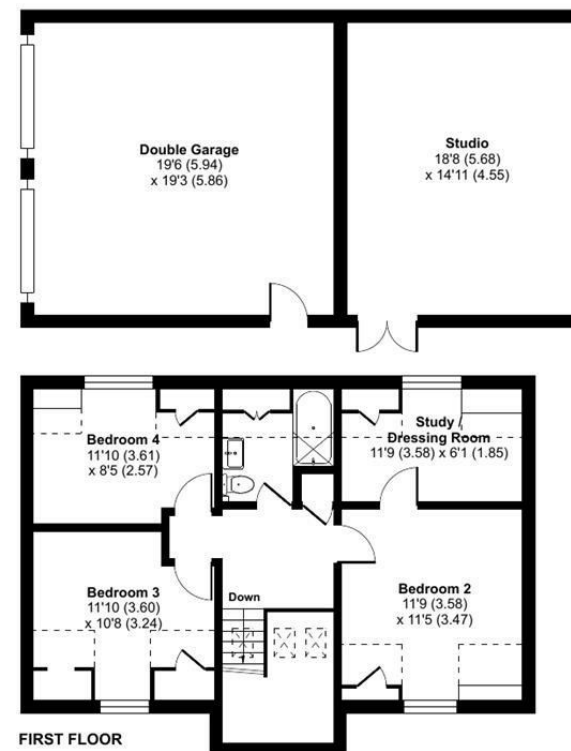 Double Garage
19'6 (5.94)
x 19'3 (5.86)
Studio
18'8 (5.68)
x 14'11 (4.55)
Bedroom 4
11'10 (3.61)
x 8'5 (2.57)
Study /
Dressing Room
11'9 (3.58) x 6'1 (1.85)
Bedroom 3
11'10 (3.60)
x 10'8 (3.24)
Down
Bedroom 2
11'9 (3.58)
x 11'5 (3.47)
FIRST FLOOR